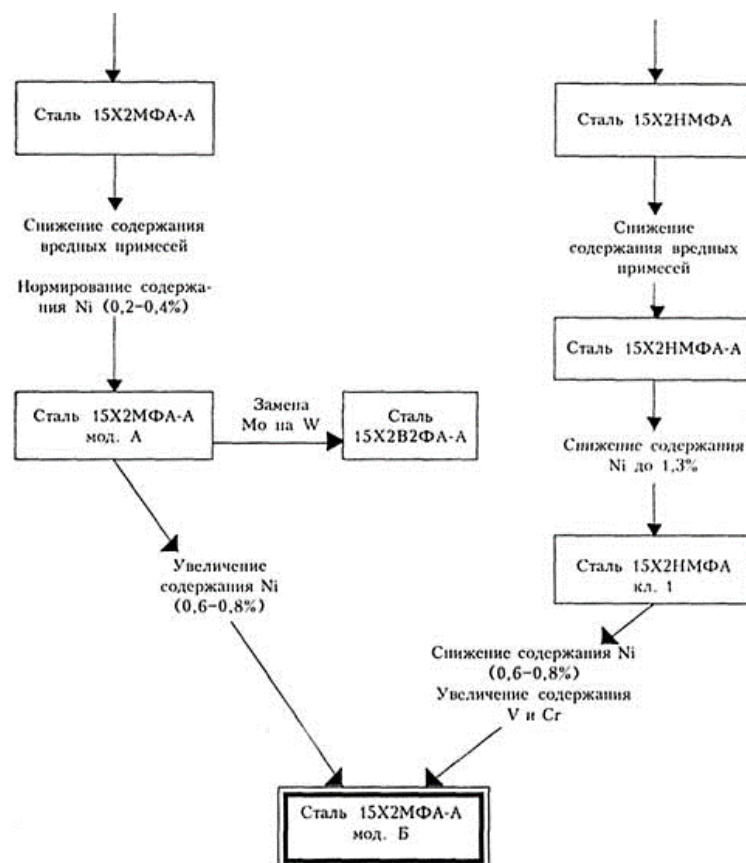 Сталь 15Х2МФА-А
Снижение содержания
вредных примесей
Нормирование содержа-
ния Ni (0,2-0,4%)
Сталь 15Х2МФА-А
мод. А
Замена
Mo на W
Сталь
15Х2В2ФА-А
Увеличение
содержания Ni
(0,6-0,8%)
Сталь 15Х2НМФА
Снижение
содержания вредных
примесей
Сталь 15Х2НМФА-А
Снижение содержания
Ni до 1,3%
Сталь 15Х2НМФА
кл. 1
Снижение содержания Ni
(0,6-0,8%)
Увеличение содержания
V и Cr
Сталь 15Х2МФА-А
мод. Б